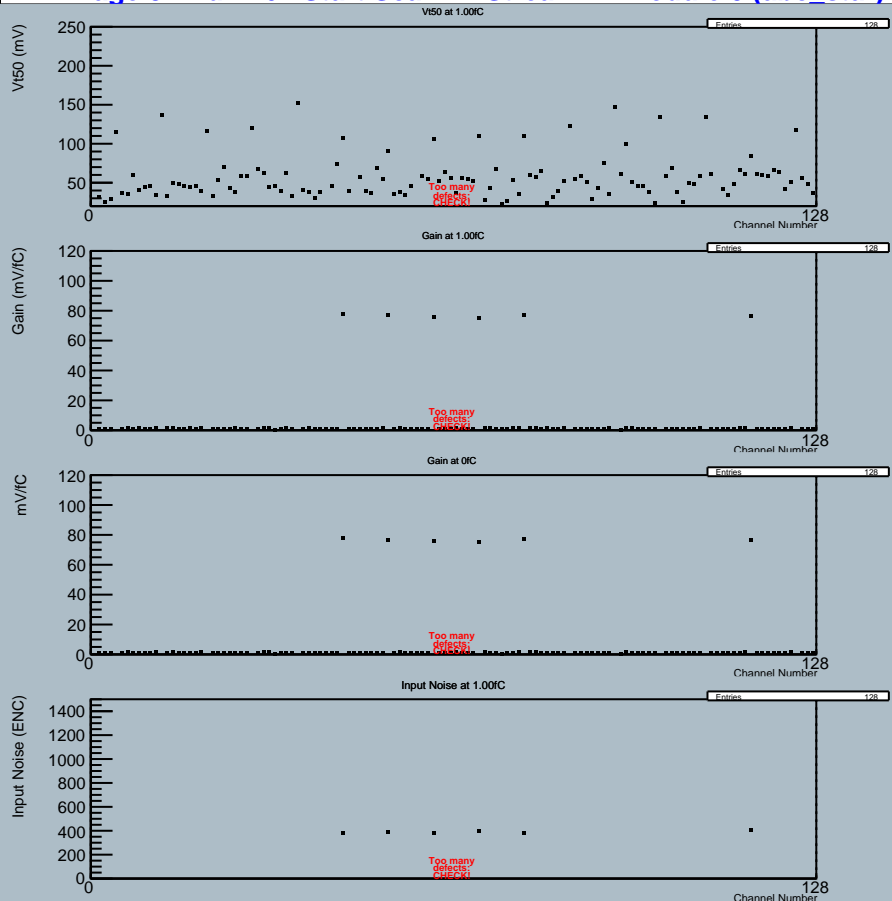 Vt50 at 1.00fC
Entries 128
Vt50 (mV)
250
200
150
100
50
Too many
defects:
CHECK!
0
128
Channel Number
Gain at 1.00fC
Entries 128
Gain (mV/fC)
120
100
80
60
40
20
0
Too many
defects:
CHECK!
0
128
Channel Number
Gain at 0fC
Entries 128
mV/fC
120
100
80
60
40
20
0
Too many
defects:
CHECK!
0
128
Channel Number
Input Noise at 1.00fC
Entries 128
Input Noise (ENC)
1400
1200
1000
800
600
400
200
0
Too many
defects:
CHECK!
0
128
Channel Number